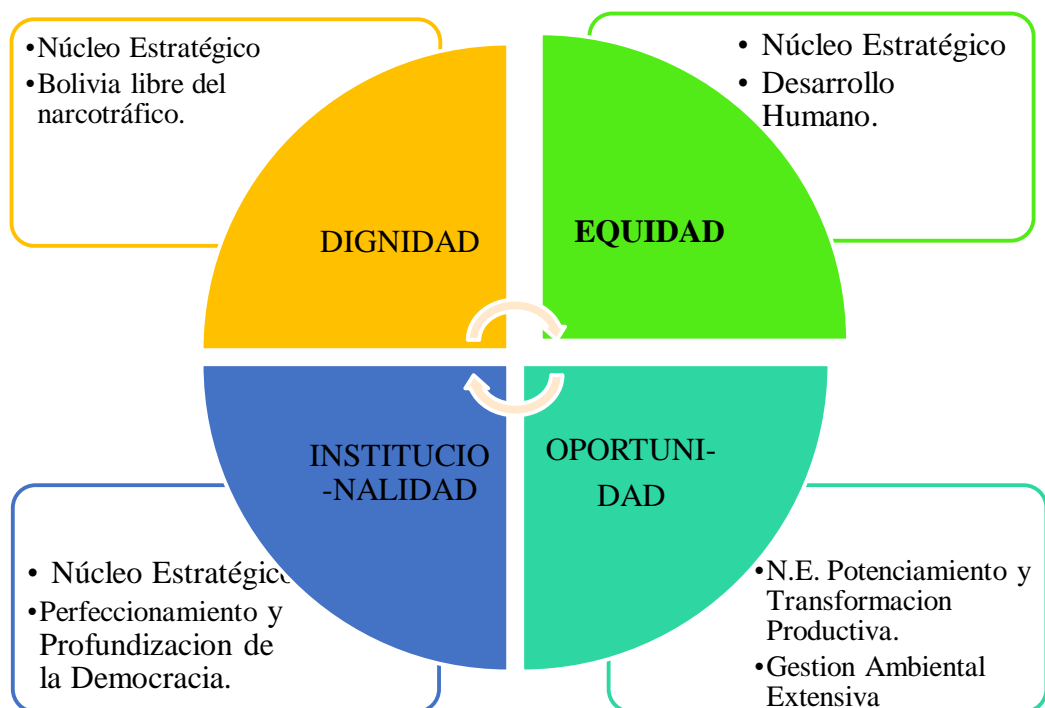 •Núcleo Estratégico
•Bolivia libre del
narcotráfico.
DIGNIDAD
• Núcleo Estratégico
• Desarrollo
Humano.
EQUIDAD
INSTITUCIO
-NALIDAD
• Núcleo Estratégico
•Perfeccionamiento y
Profundizacion de
la Democracia.
OPORTUNI-
DAD
•N.E. Potenciamiento y
Transformacion
Productiva.
•Gestion Ambiental
Extensiva